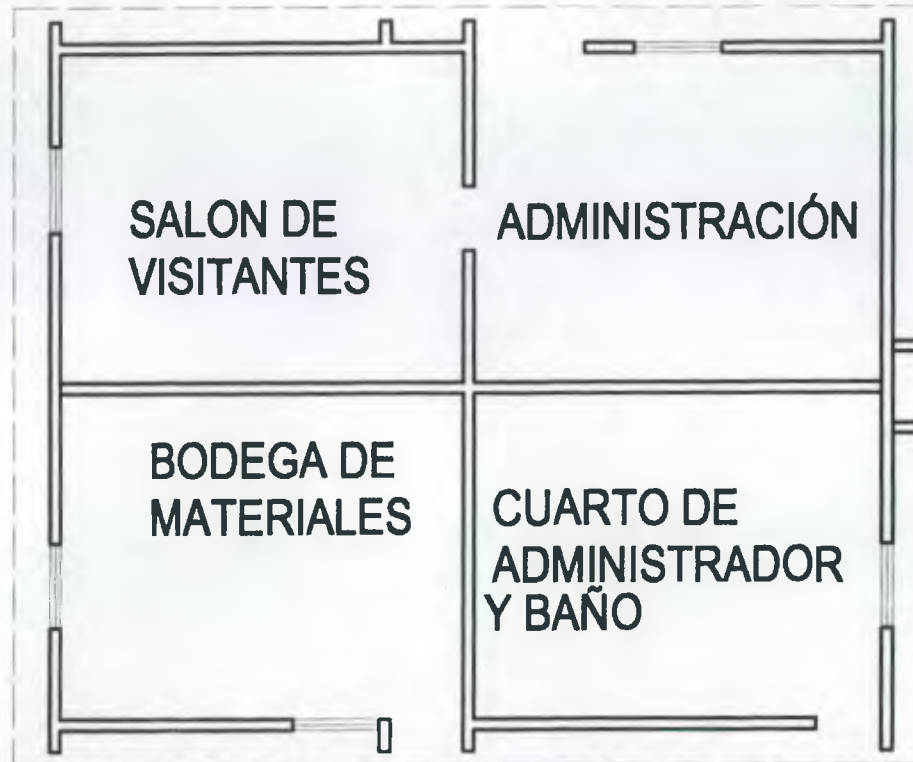 SALON DE
VISITANTES
ADMINISTRACIÓN
BODEGA DE
MATERIALES
CUARTO DE
ADMINISTRADOR
Y BAÑO